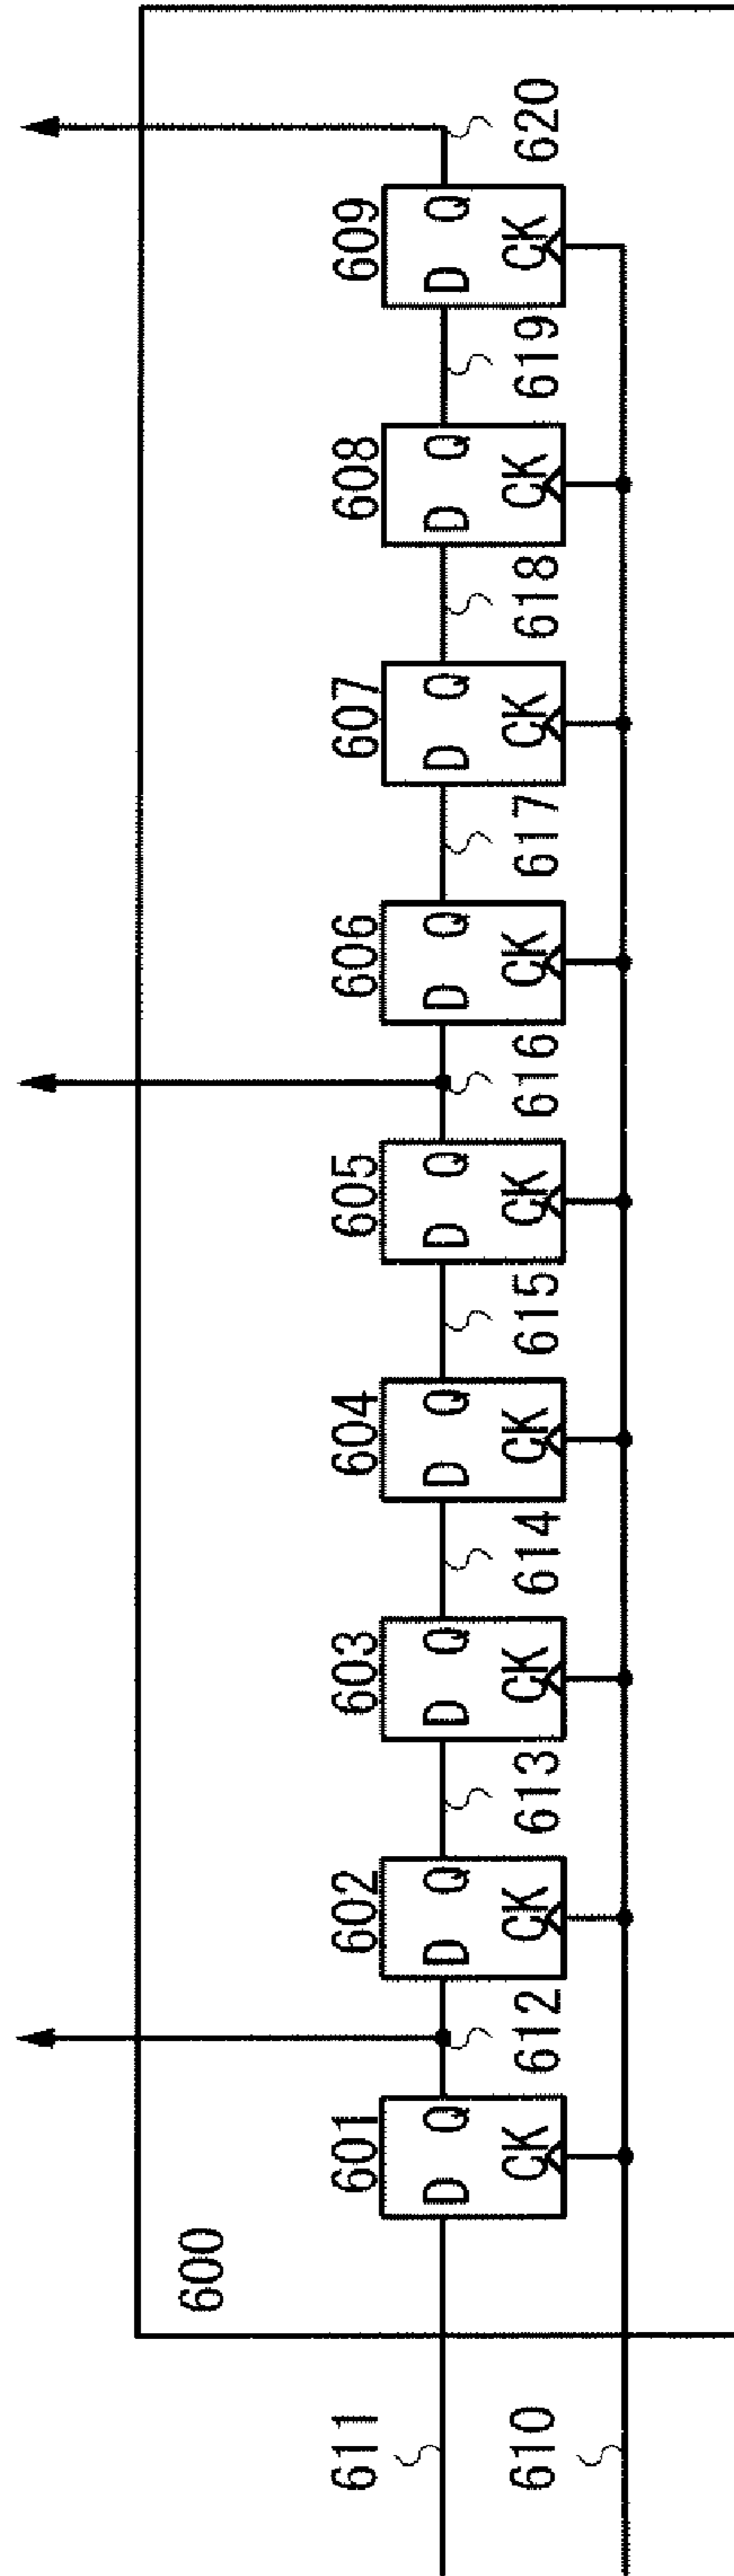 600
601 602 603 604 605 606 607 608 609
D Q D Q D Q D Q D Q D Q D Q D Q D Q
CK CK CK CK CK CK CK CK CK
612 613 614 615 616 617 618 619 620
611
610